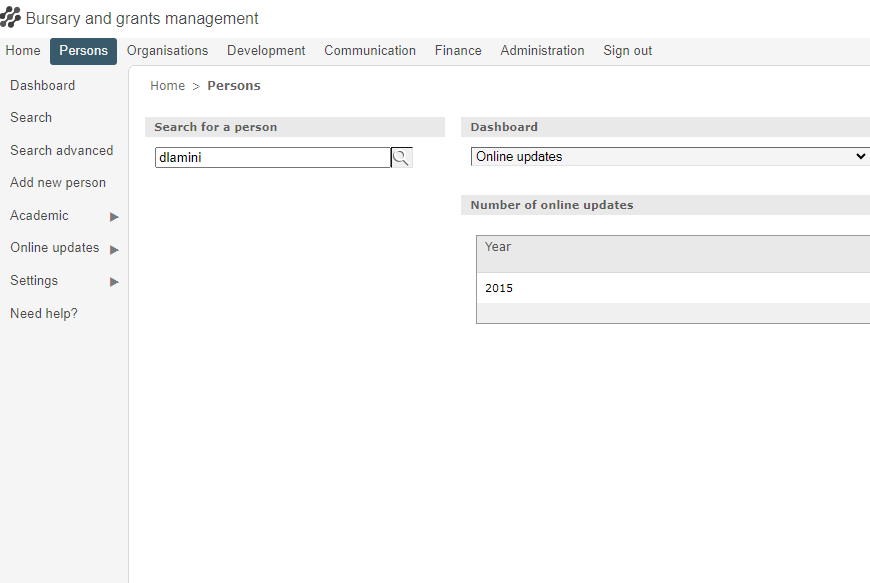 Bursary and grants management
Home Persons Organisations Development Communication Finance Administration Sign out
Dashboard
Search
Search advanced
Add new person
Academic
Online updates
Settings
Need help?
Home > Persons
Search for a person
dlamini
Dashboard
Online updates
Number of online updates
Year
2015